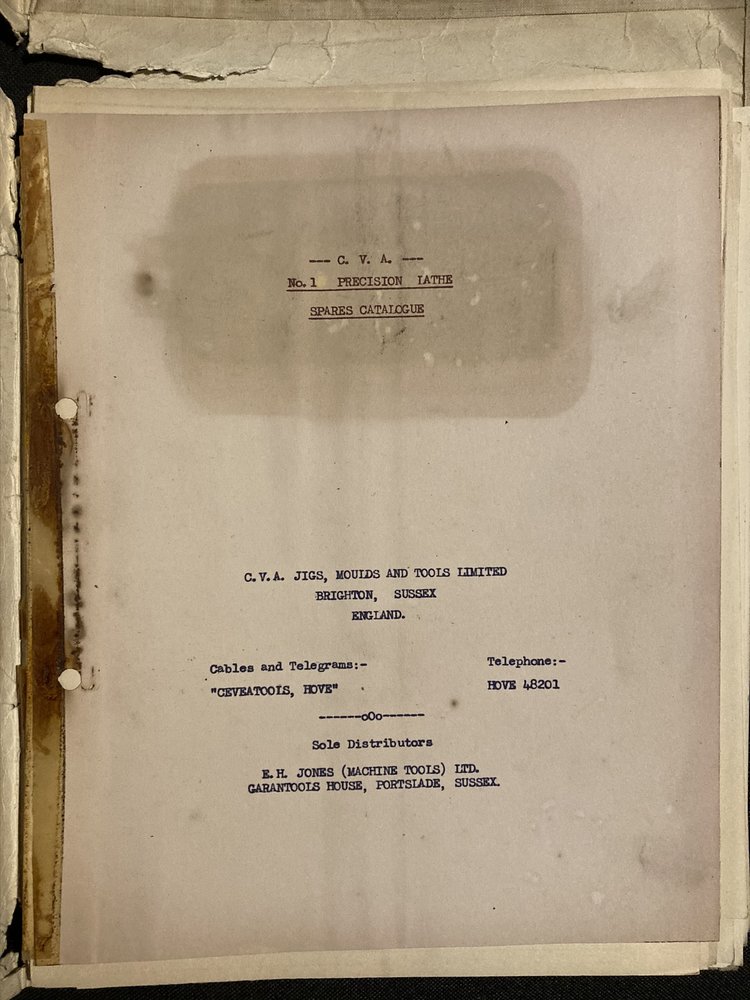 --- C. V. A. ---
No.1 PRECISION LATHE
SPARES CATALOGUE
C.V.A. JIGS, MOULDS AND TOOLS LIMITED
BRIGHTON, SUSSEX
ENGLAND.
Cables and Telegrams:- Telephone:-
"CEVEATOOLS, HOVE" HOVE 48201
------oOo------
Sole Distributors
E.H. JONES (MACHINE TOOLS) LTD.
GARANTOOLS HOUSE, PORTSLADE, SUSSEX.